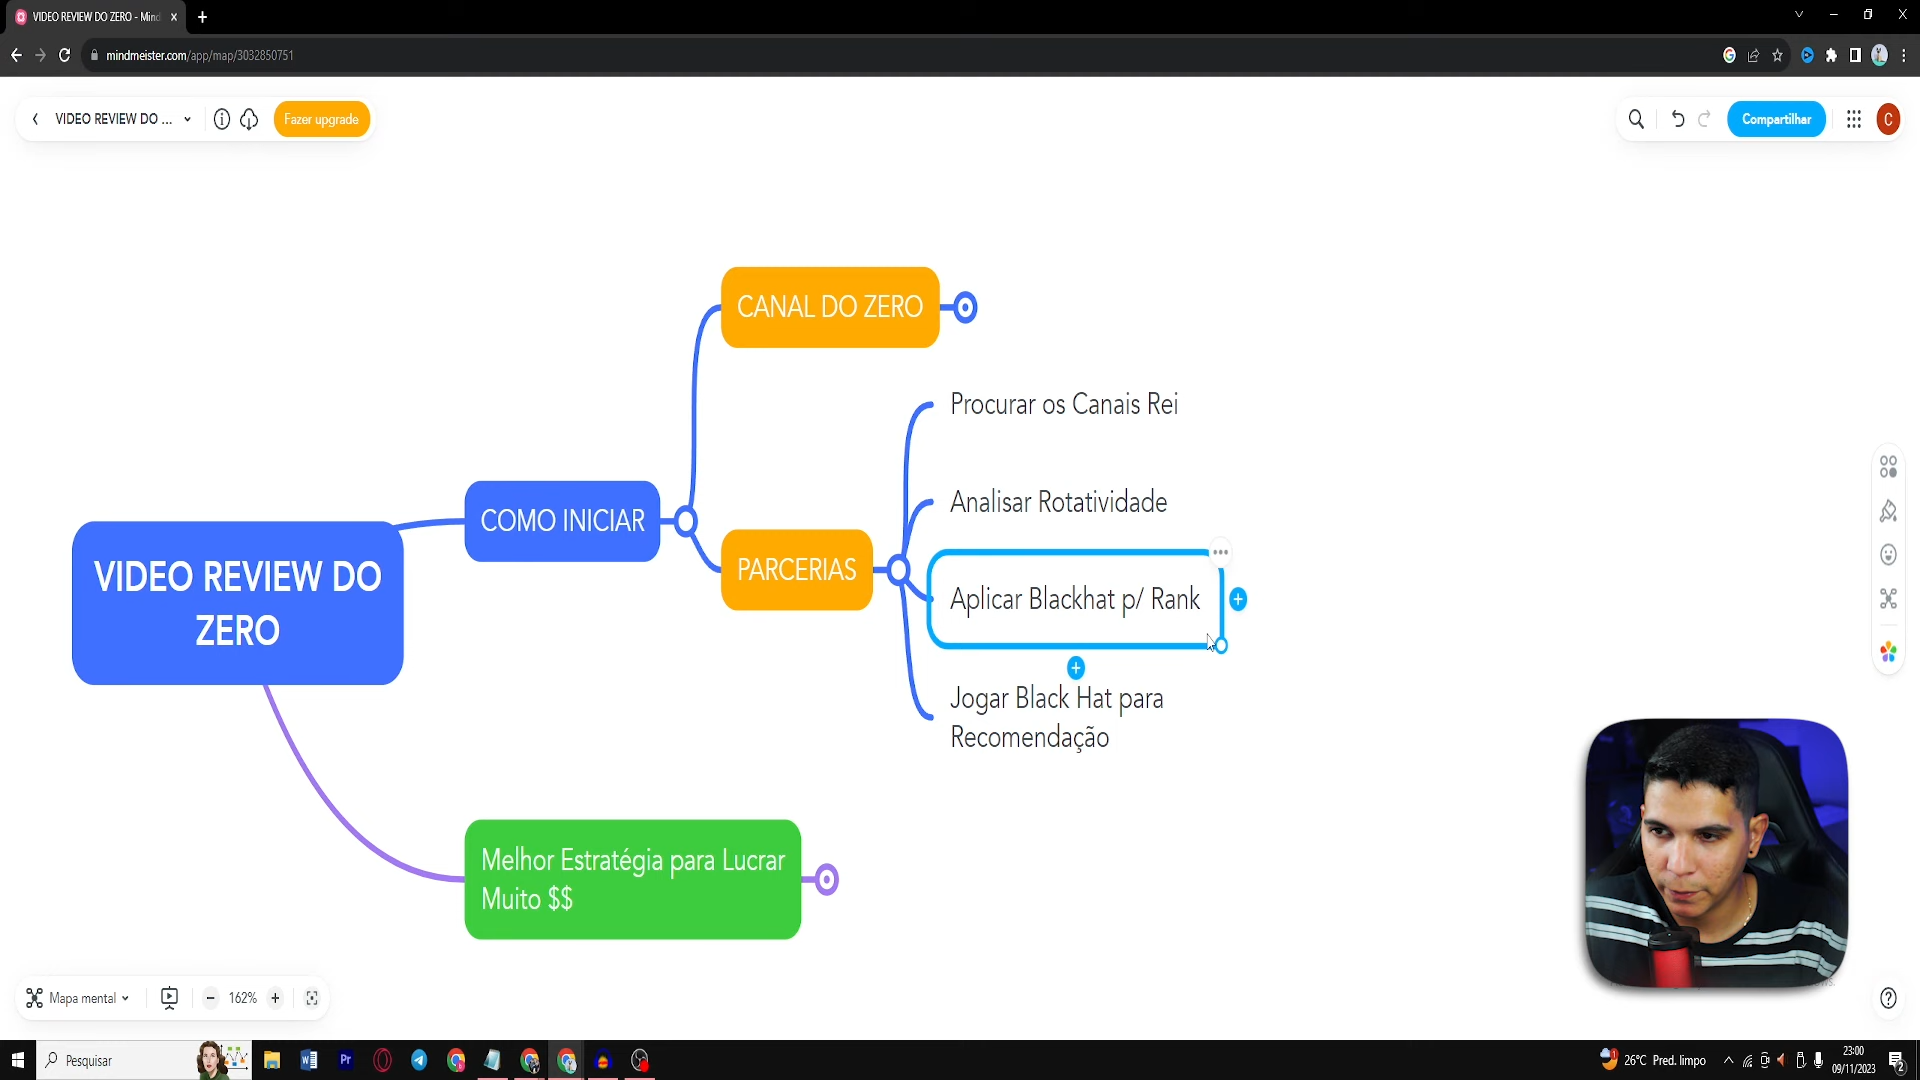 VIDEO REVIEW DO ZERO - Mind
mindmeister.com/app/map/3032850751
VIDEO REVIEW DO ...
Fazer upgrade
Compartilhar
C
CANAL DO ZERO
Procurar os Canais Rei
COMO INICIAR
Analisar Rotatividade
PARCERIAS
Aplicar Blackhat p/ Rank
VIDEO REVIEW DO
ZERO
Jogar Black Hat para
Recomendação
Melhor Estratégia para Lucrar
Muito $$
Mapa mental
162%
Pesquisar
26°C Pred. limpo
23:00
09/11/2023
2